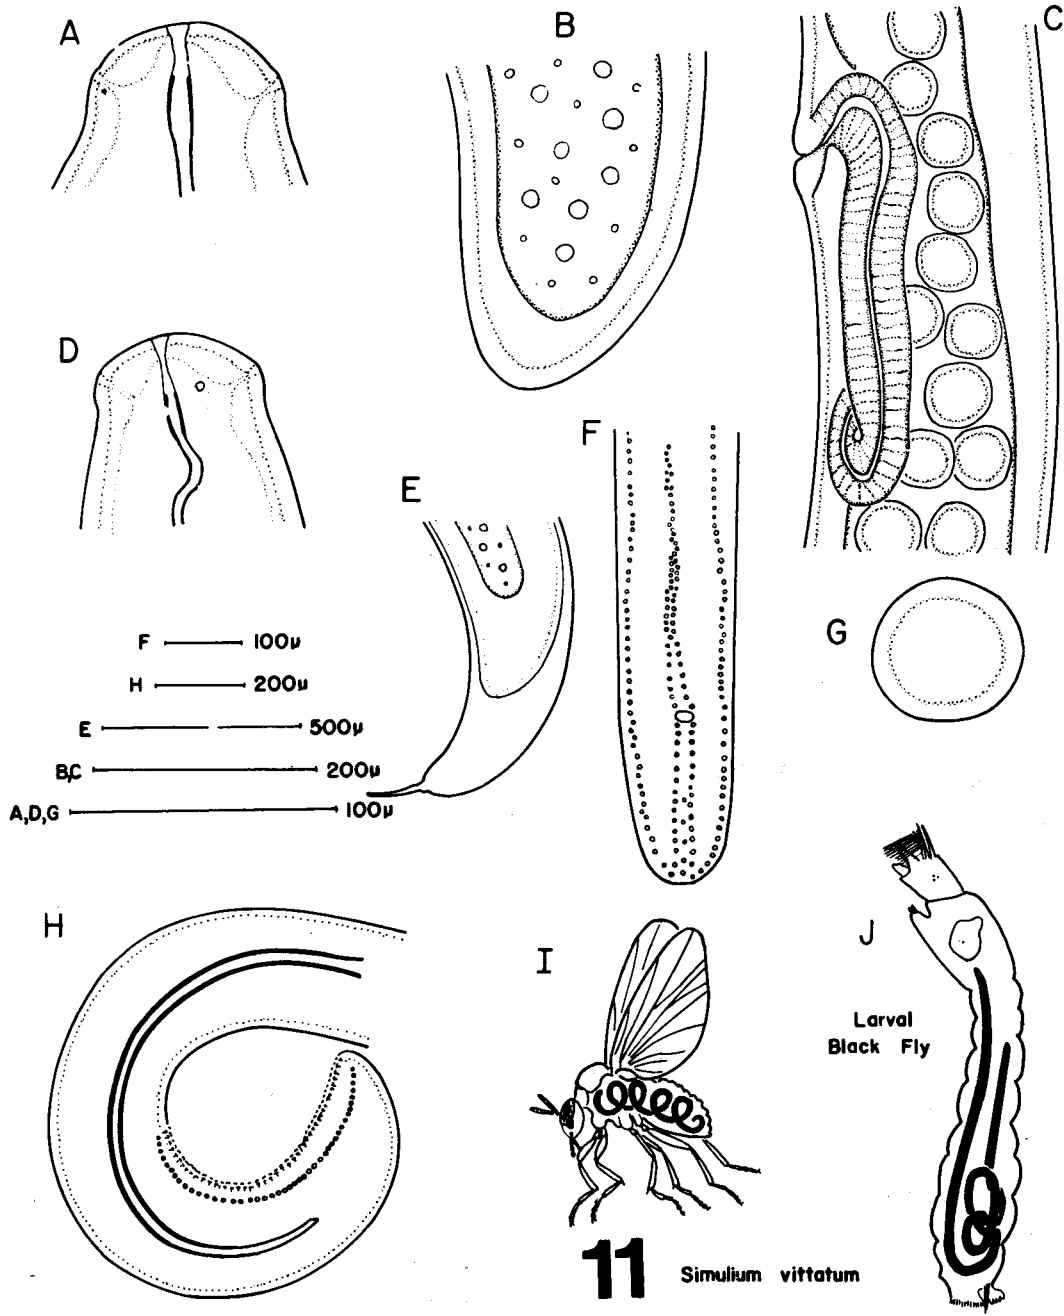 A
B
C
D
E
F
F 100µ
H 200µ
E 500µ
B,C 200µ
A,D,G 100µ
G
H
I
J
Larval
Black Fly
11 Simulium vittatum